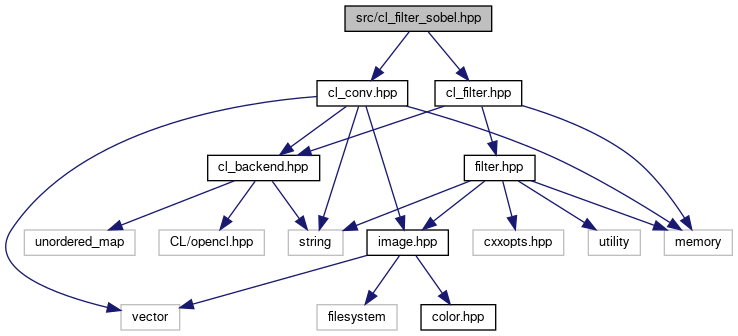 src/cl_filter_sobel.hpp
cl_conv.hpp
cl_filter.hpp
cl_backend.hpp
filter.hpp
unordered_map
CL/opencl.hpp
string
image.hpp
cxxopts.hpp
utility
memory
vector
filesystem
color.hpp